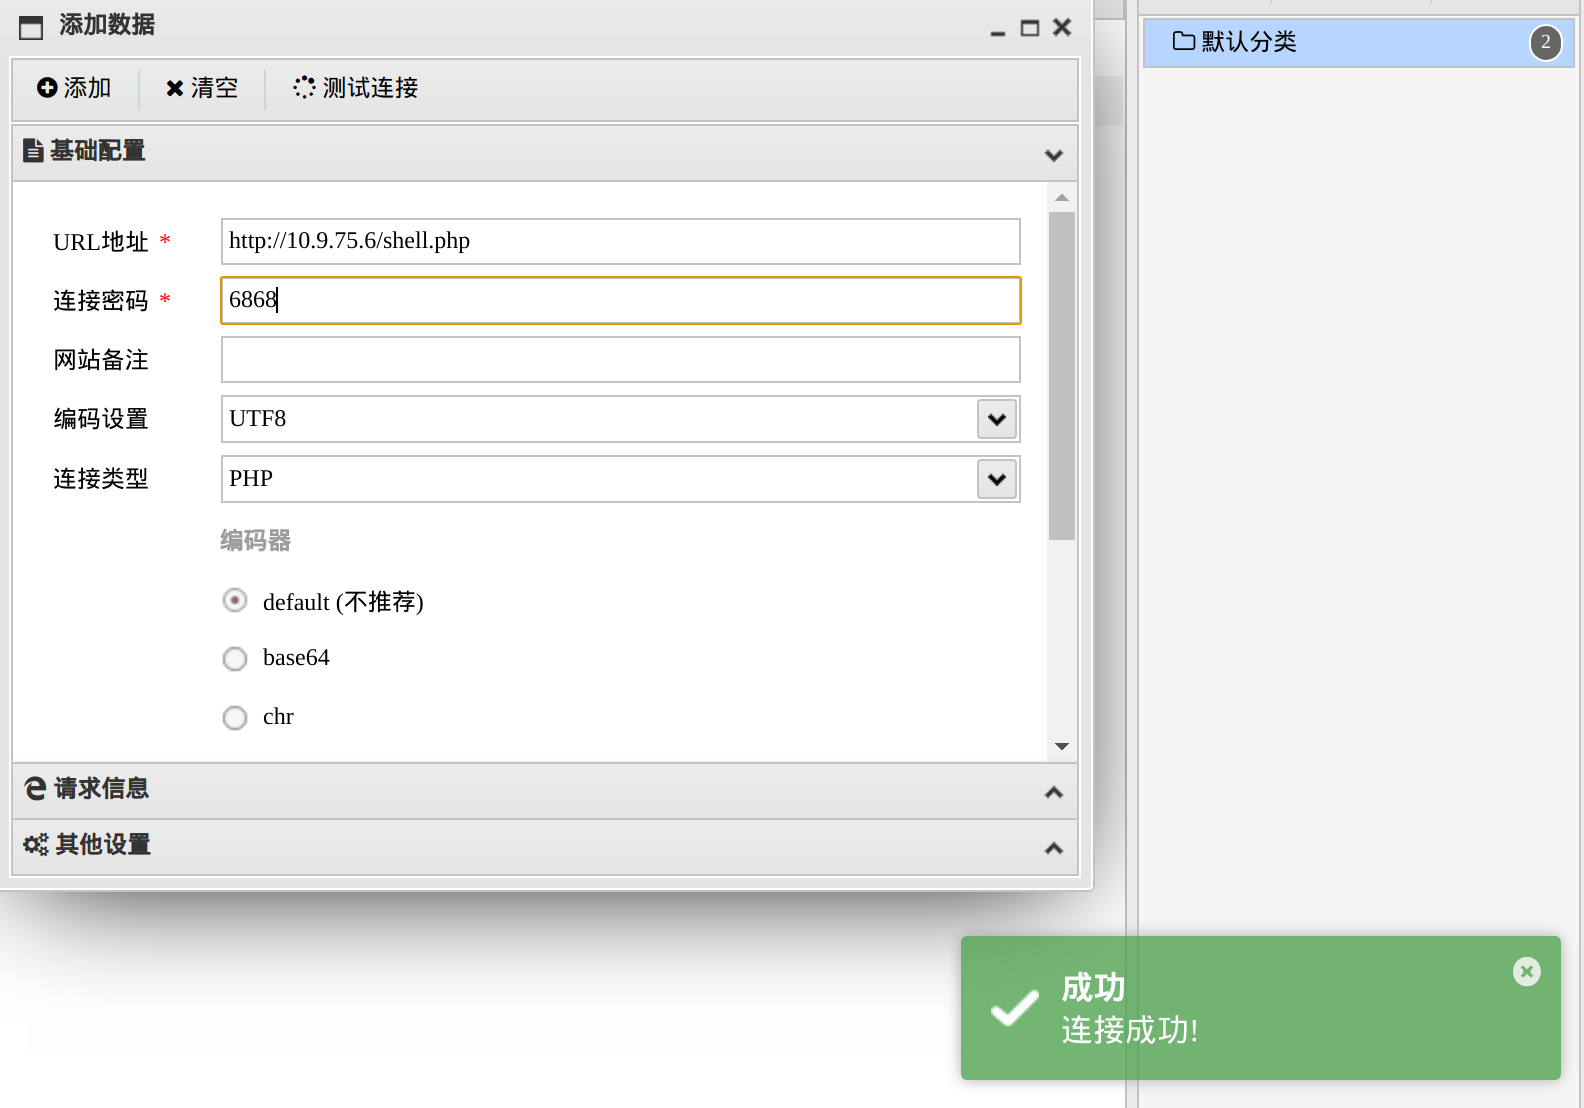 添加数据
添加 清空 测试连接
基础配置
URL地址 * http://10.9.75.6/shell.php
连接密码 * 6868
网站备注
编码设置 UTF8
连接类型 PHP
编码器
default (不推荐)
base64
chr
请求信息
其他设置
默认分类 2
成功
连接成功!